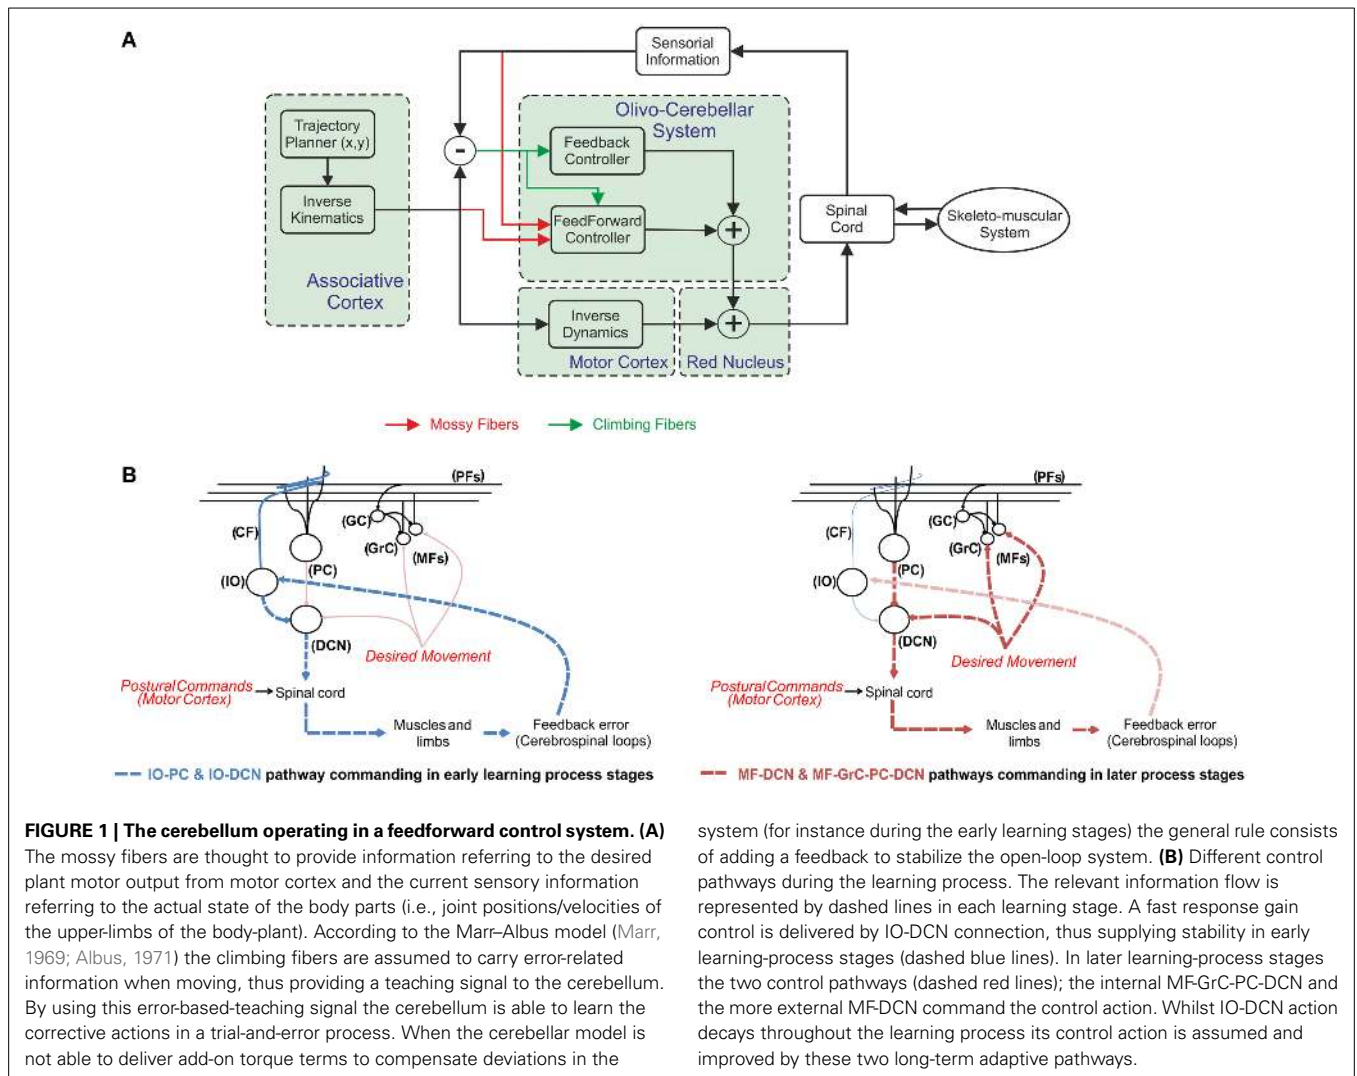 A
Sensorial
Information
Olivo-Cerebellar
System
Trajectory
Planner (x,y)
-
Feedback
Controller
Inverse
Kinematics
FeedForward
Controller
+
Spinal
Cord
Skeleto-muscular
System
Associative
Cortex
Inverse
Dynamics
+
Motor Cortex
Red Nucleus
Mossy Fibers
Climbing Fibers
B
(PFs)
(GC)
(CF)
(GrC)
(MFs)
(PC)
(IO)
(DCN)
Desired Movement
Postural Commands
(Motor Cortex)
Spinal cord
Muscles and
limbs
Feedback error
(Cerebrospinal loops)
IO-PC & IO-DCN pathway commanding in early learning process stages
(PFs)
(GC)
(CF)
(GrC)
(MFs)
(PC)
(IO)
(DCN)
Desired Movement
Postural Commands
(Motor Cortex)
Spinal cord
Muscles and
limbs
Feedback error
(Cerebrospinal loops)
MF-DCN & MF-GrC-PC-DCN pathways commanding in later process stages
FIGURE 1 | The cerebellum operating in a feedforward control system. (A)
The mossy fibers are thought to provide information referring to the desired
plant motor output from motor cortex and the current sensory information
referring to the actual state of the body parts (i.e., joint positions/velocities of
the upper-limbs of the body-plant). According to the Marr–Albus model (Marr,
1969; Albus, 1971) the climbing fibers are assumed to carry error-related
information when moving, thus providing a teaching signal to the cerebellum.
By using this error-based-teaching signal the cerebellum is able to learn the
corrective actions in a trial-and-error process. When the cerebellar model is
not able to deliver add-on torque terms to compensate deviations in the
system (for instance during the early learning stages) the general rule consists
of adding a feedback to stabilize the open-loop system. (B) Different control
pathways during the learning process. The relevant information flow is
represented by dashed lines in each learning stage. A fast response gain
control is delivered by IO-DCN connection, thus supplying stability in early
learning-process stages (dashed blue lines). In later learning-process stages
the two control pathways (dashed red lines); the internal MF-GrC-PC-DCN and
the more external MF-DCN command the control action. Whilst IO-DCN action
decays throughout the learning process its control action is assumed and
improved by these two long-term adaptive pathways.